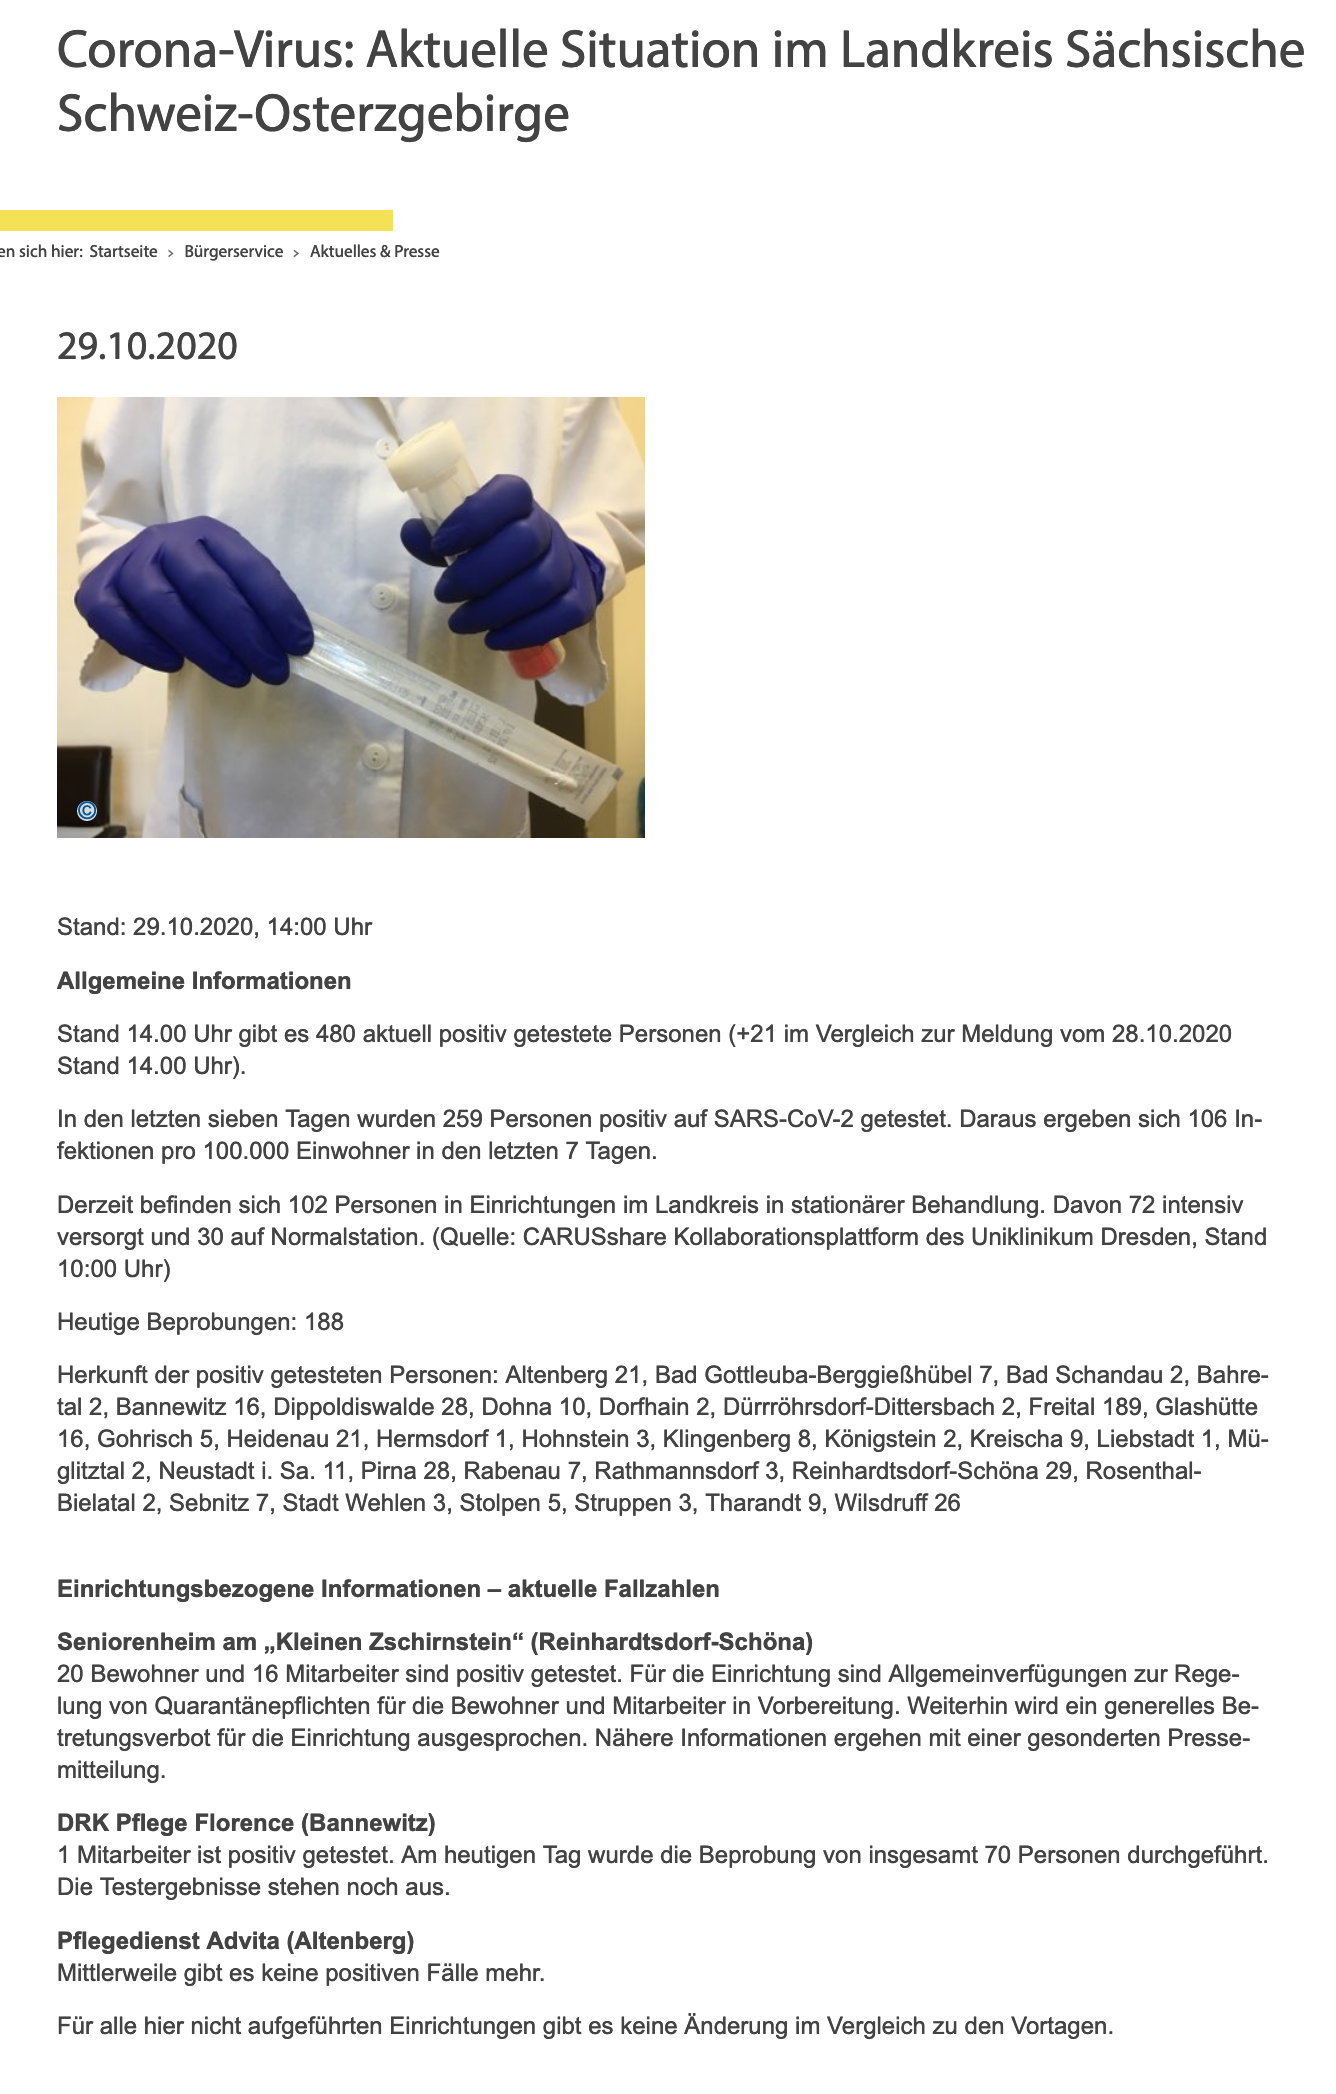 Corona-Virus: Aktuelle Situation im Landkreis Sächsische
Schweiz-Osterzgebirge
en sich hier: Startseite > Bürgerservice > Aktuelles & Presse
29.10.2020
©
Stand: 29.10.2020, 14:00 Uhr
Allgemeine Informationen
Stand 14.00 Uhr gibt es 480 aktuell positiv getestete Personen (+21 im Vergleich zur Meldung vom 28.10.2020
Stand 14.00 Uhr).
In den letzten sieben Tagen wurden 259 Personen positiv auf SARS-CoV-2 getestet. Daraus ergeben sich 106 In-
fektionen pro 100.000 Einwohner in den letzten 7 Tagen.
Derzeit befinden sich 102 Personen in Einrichtungen im Landkreis in stationärer Behandlung. Davon 72 intensiv
versorgt und 30 auf Normalstation. (Quelle: CARUSshare Kollaborationsplattform des Uniklinikum Dresden, Stand
10:00 Uhr)
Heutige Beprobungen: 188
Herkunft der positiv getesteten Personen: Altenberg 21, Bad Gottleuba-Berggießhübel 7, Bad Schandau 2, Bahre-
tal 2, Bannewitz 16, Dippoldiswalde 28, Dohna 10, Dorfhain 2, Dürrröhrsdorf-Dittersbach 2, Freital 189, Glashütte
16, Gohrisch 5, Heidenau 21, Hermsdorf 1, Hohnstein 3, Klingenberg 8, Königstein 2, Kreischa 9, Liebstadt 1, Mü-
glitztal 2, Neustadt i. Sa. 11, Pirna 28, Rabenau 7, Rathmannsdorf 3, Reinhardtsdorf-Schöna 29, Rosenthal-
Bielatal 2, Sebnitz 7, Stadt Wehlen 3, Stolpen 5, Struppen 3, Tharandt 9, Wilsdruff 26
Einrichtungsbezogene Informationen – aktuelle Fallzahlen
Seniorenheim am „Kleinen Zschirnstein“ (Reinhardtsdorf-Schöna)
20 Bewohner und 16 Mitarbeiter sind positiv getestet. Für die Einrichtung sind Allgemeinverfügungen zur Rege-
lung von Quarantänepflichten für die Bewohner und Mitarbeiter in Vorbereitung. Weiterhin wird ein generelles Be-
tretungsverbot für die Einrichtung ausgesprochen. Nähere Informationen ergehen mit einer gesonderten Presse-
mitteilung.
DRK Pflege Florence (Bannewitz)
1 Mitarbeiter ist positiv getestet. Am heutigen Tag wurde die Beprobung von insgesamt 70 Personen durchgeführt.
Die Testergebnisse stehen noch aus.
Pflegedienst Advita (Altenberg)
Mittlerweile gibt es keine positiven Fälle mehr.
Für alle hier nicht aufgeführten Einrichtungen gibt es keine Änderung im Vergleich zu den Vortagen.